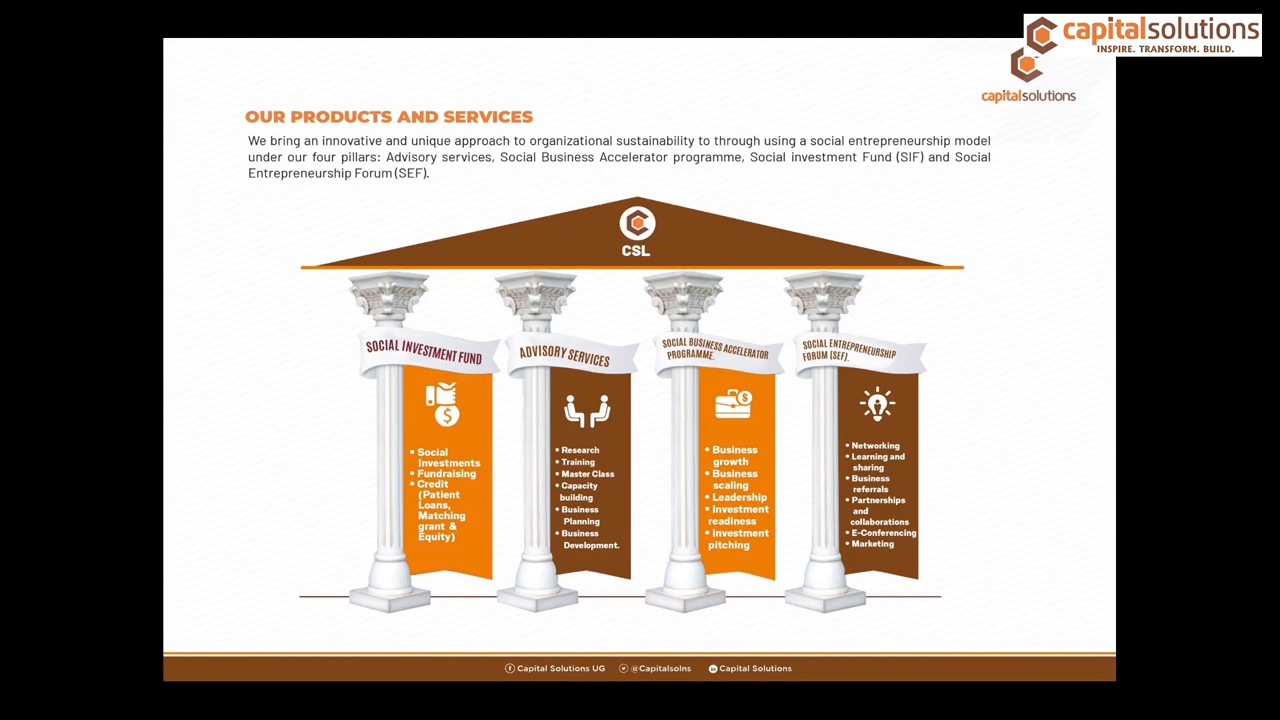 capitalsolutions
INSPIRE. TRANSFORM. BUILD.
capitalsolutions
OUR PRODUCTS AND SERVICES
We bring an innovative and unique approach to organizational sustainability to through using a social entrepreneurship model
under our four pillars: Advisory services, Social Business Accelerator programme, Social investment Fund (SIF) and Social
Entrepreneurship Forum (SEF).
CSL
SOCIAL INVESTMENT FUND
• Social
Investments
• Fundraising
• Credit
(Patient
Loans,
Matching
grant &
Equity)
ADVISORY SERVICES
• Research
• Training
• Master Class
• Capacity
building
• Business
Planning
• Business
Development.
SOCIAL BUSINESS ACCELERATOR
PROGRAMME.
• Business
growth
• Business
scaling
• Leadership
• Investment
readiness
• Investment
pitching
SOCIAL ENTREPRENEURSHIP
FORUM (SEF).
• Networking
• Learning and
sharing
• Business
referrals
• Partnerships
and
collaborations
• E-Conferencing
• Marketing
Capital Solutions UG @Capitalsolns Capital Solutions